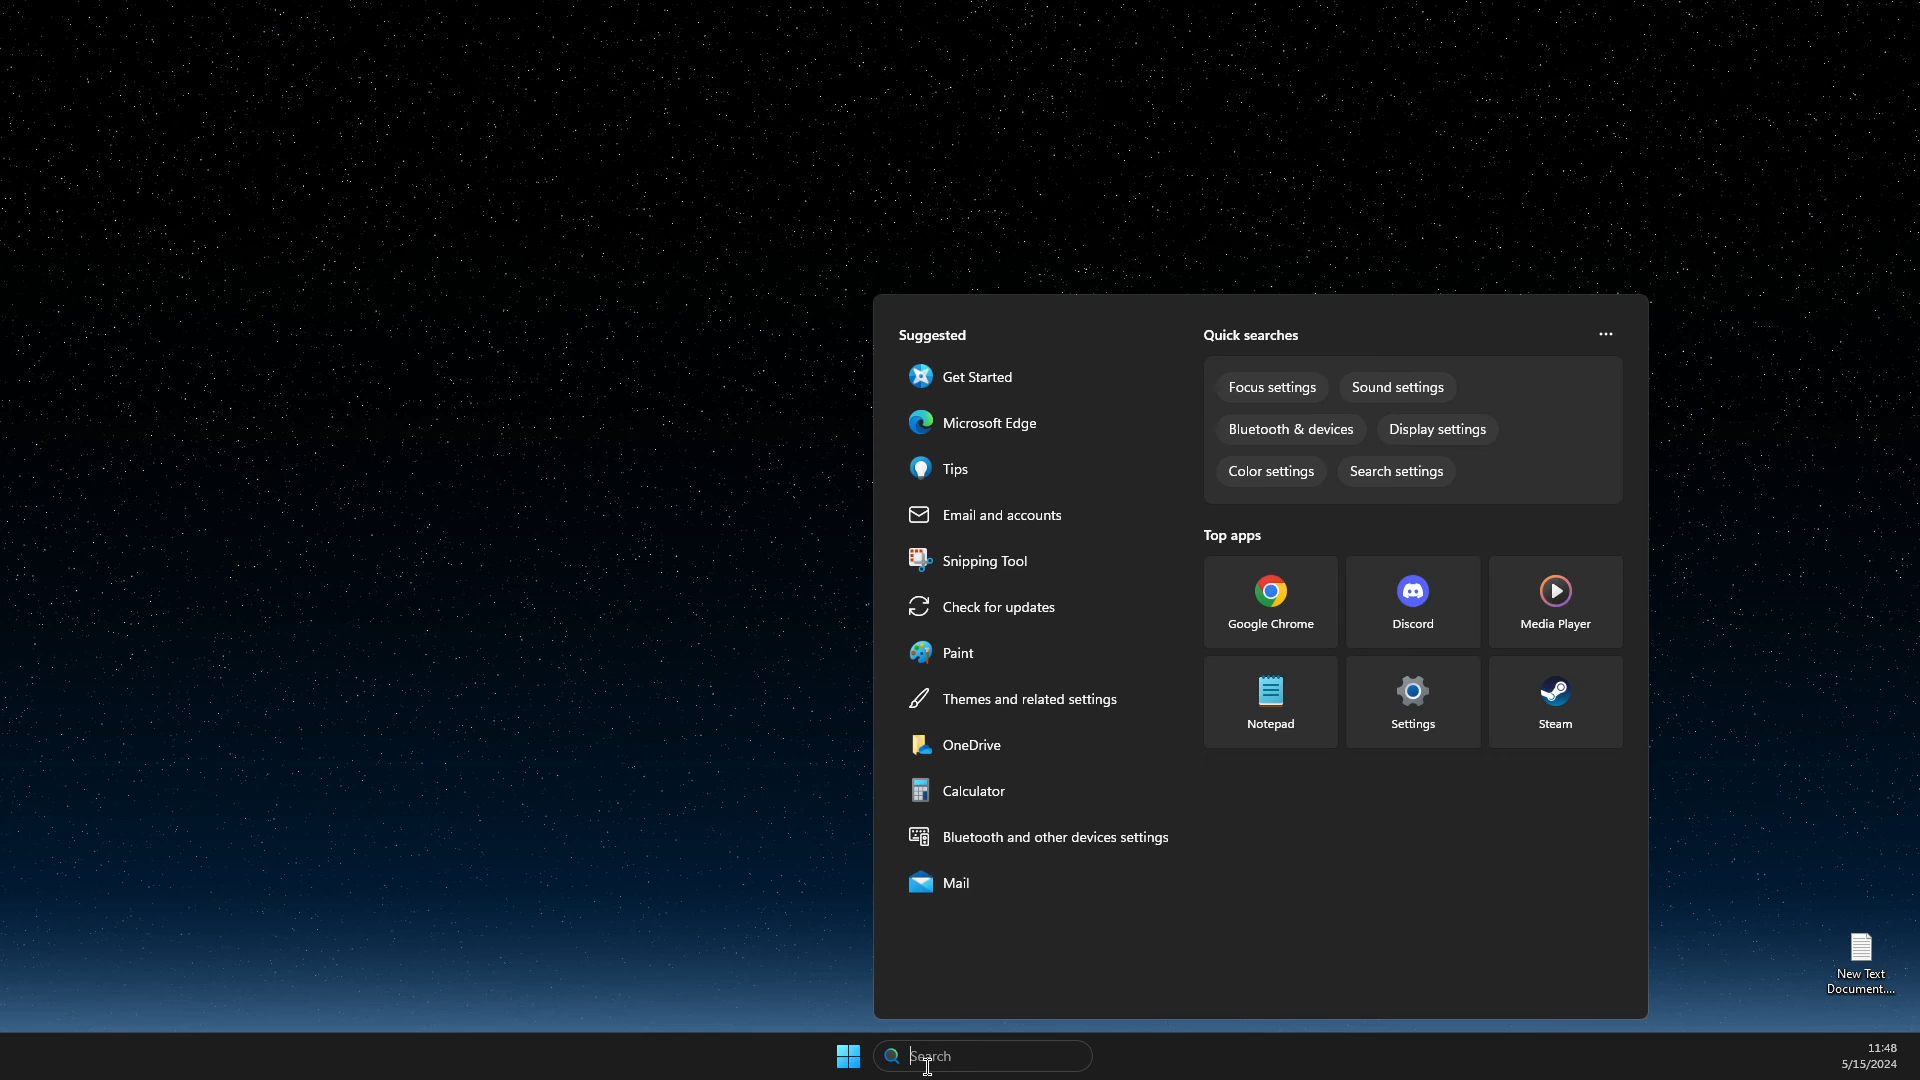 Suggested
Get Started
Microsoft Edge
Tips
Email and accounts
Snipping Tool
Check for updates
Paint
Themes and related settings
OneDrive
Calculator
Bluetooth and other devices settings
Mail
Quick searches
Focus settings
Sound settings
Bluetooth & devices
Display settings
Color settings
Search settings
Top apps
Google Chrome
Discord
Media Player
Notepad
Settings
Steam
New Text
Document....
Search
11:48
5/15/2024